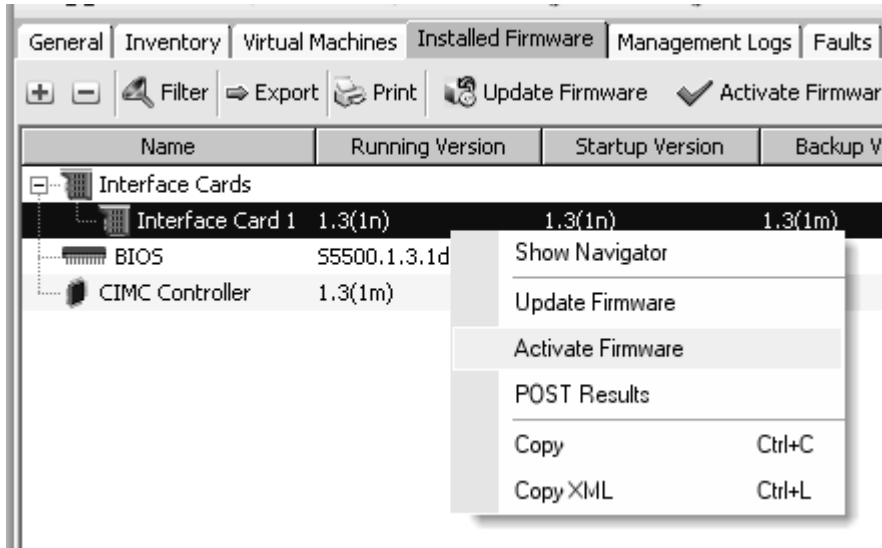 General Inventory Virtual Machines Installed Firmware Management Logs Faults
Filter Export Print Update Firmware Activate Firmwar
Name Running Version Startup Version Backup V
Interface Cards
Interface Card 1 1.3(1n) 1.3(1n) 1.3(1m)
BIOS S5500.1.3.1d
CIMC Controller 1.3(1m)
Show Navigator
Update Firmware
Activate Firmware
POST Results
Copy Ctrl+C
Copy XML Ctrl+L